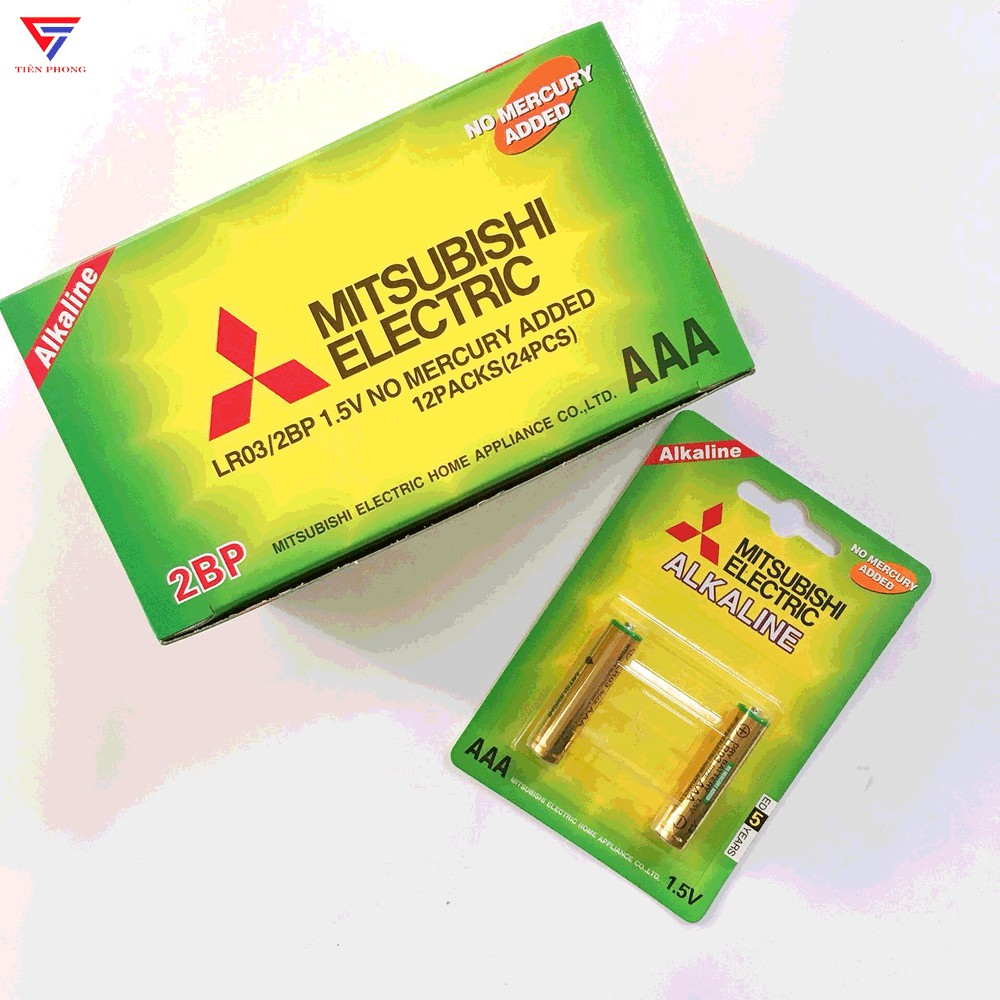 TIÊN PHONG
NO MERCURY
ADDED
Alkaline
MITSUBISHI
ELECTRIC
LR03/2BP 1.5V NO MERCURY ADDED
12PACKS(24PCS)
AAA
MITSUBISHI ELECTRIC HOME APPLIANCE CO.,LTD.
2BP
Alkaline
NO MERCURY
ADDED
MITSUBISHI
ELECTRIC
ALKALINE
AAA
MITSUBISHI ELECTRIC HOME APPLIANCE CO.,LTD.
ED 5 YEARS
1.5V